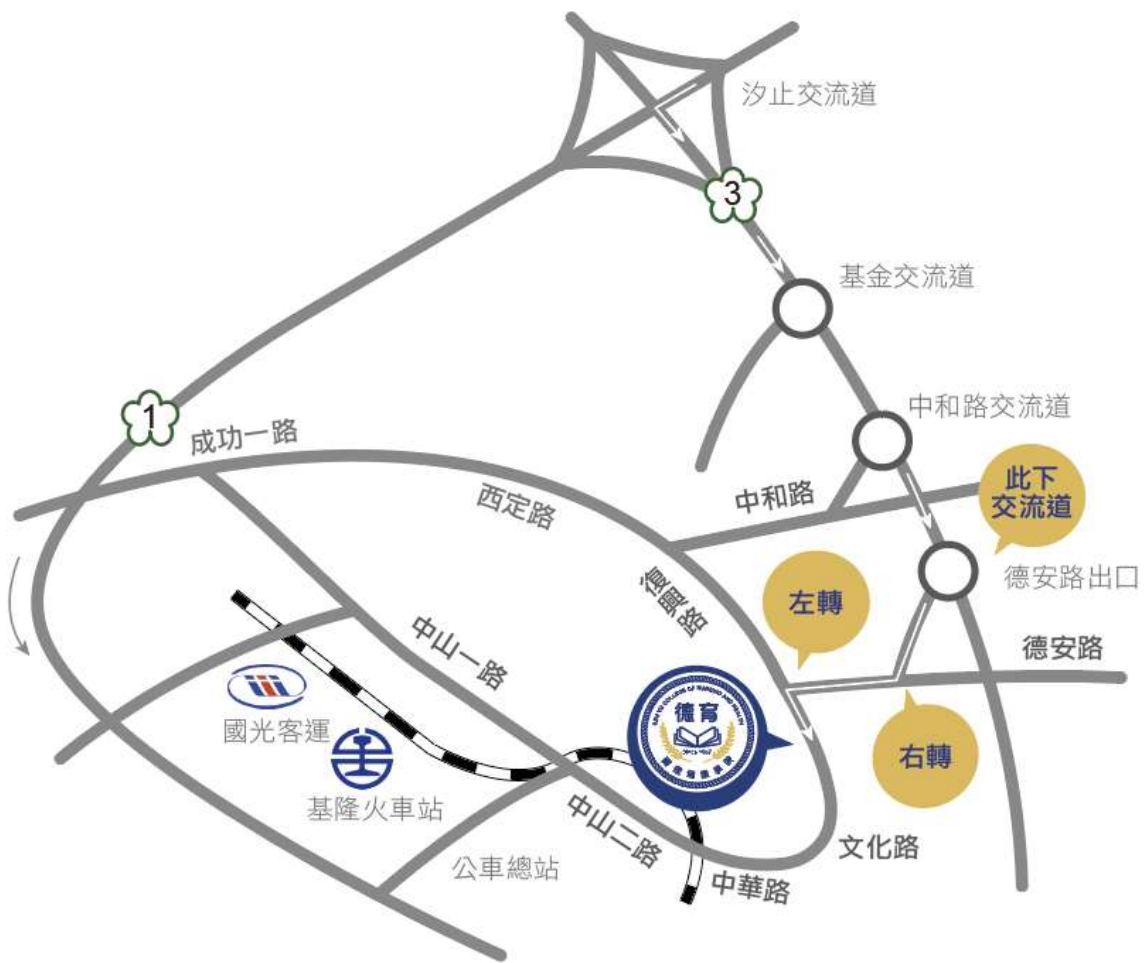 汐止交流道
3
基金交流道
中和路交流道
1
成功一路
西定路
中和路
此下
交流道
德安路出口
左轉
復興路
德安路
中山一路
國光客運
德育
右轉
基隆火車站
中山二路
文化路
公車總站
中華路